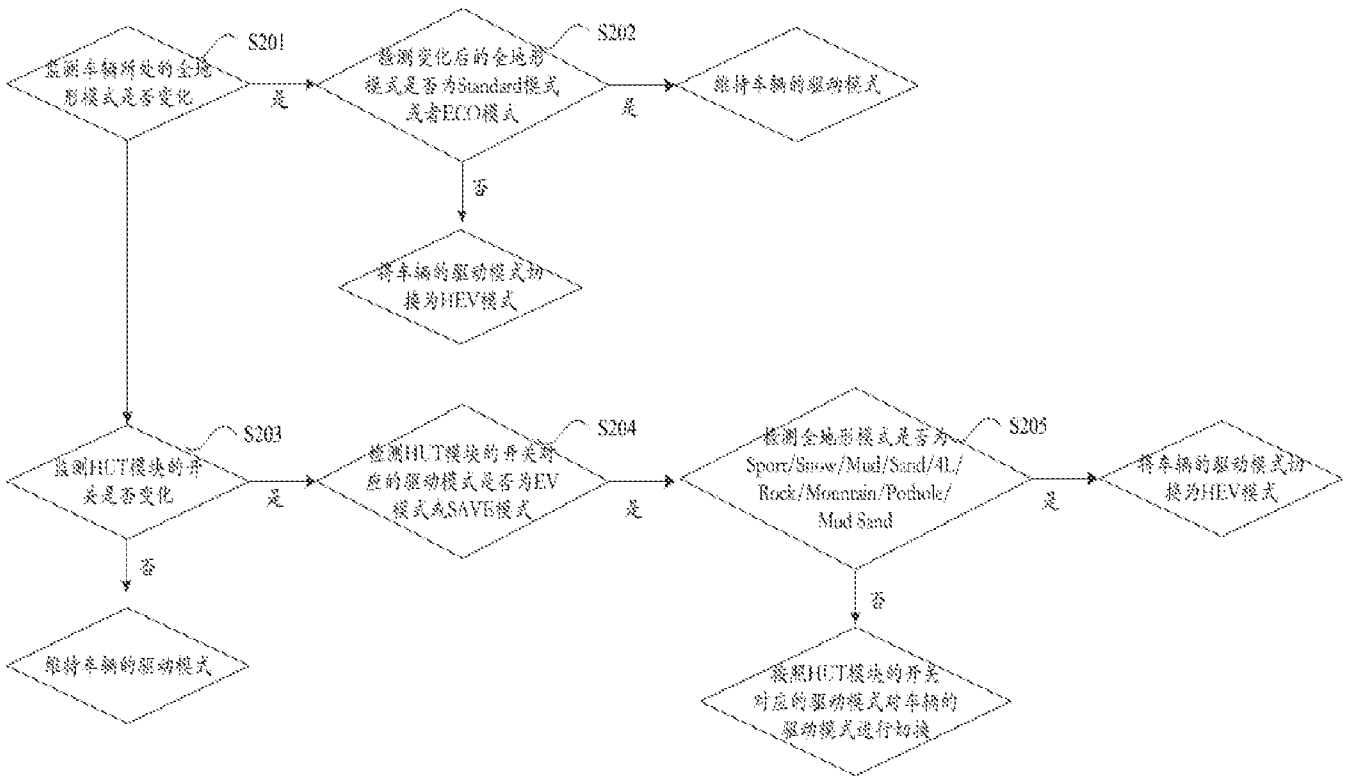 S201
监测车辆所处的全地
形模式是否变化
是
S202
检测变化后的全地形
模式是否为Standard模式
或者ECO模式
是
维持车辆的驱动模式
否
将车辆的驱动模式切
换为HEV模式
S203
监测HUT模块的开
关是否变化
是
S204
检测HUT模块的开关对
应的驱动模式是否为EV
模式或SAVE模式
是
S205
检测全地形模式是否为
Sport/Snow/Mud/Sand/4L/
Rock/Mountain/Pothole/
Mud Sand
是
将车辆的驱动模式切
换为HEV模式
否
维持车辆的驱动模式
否
按照HUT模块的开关
对应的驱动模式对车辆的
驱动模式进行切换